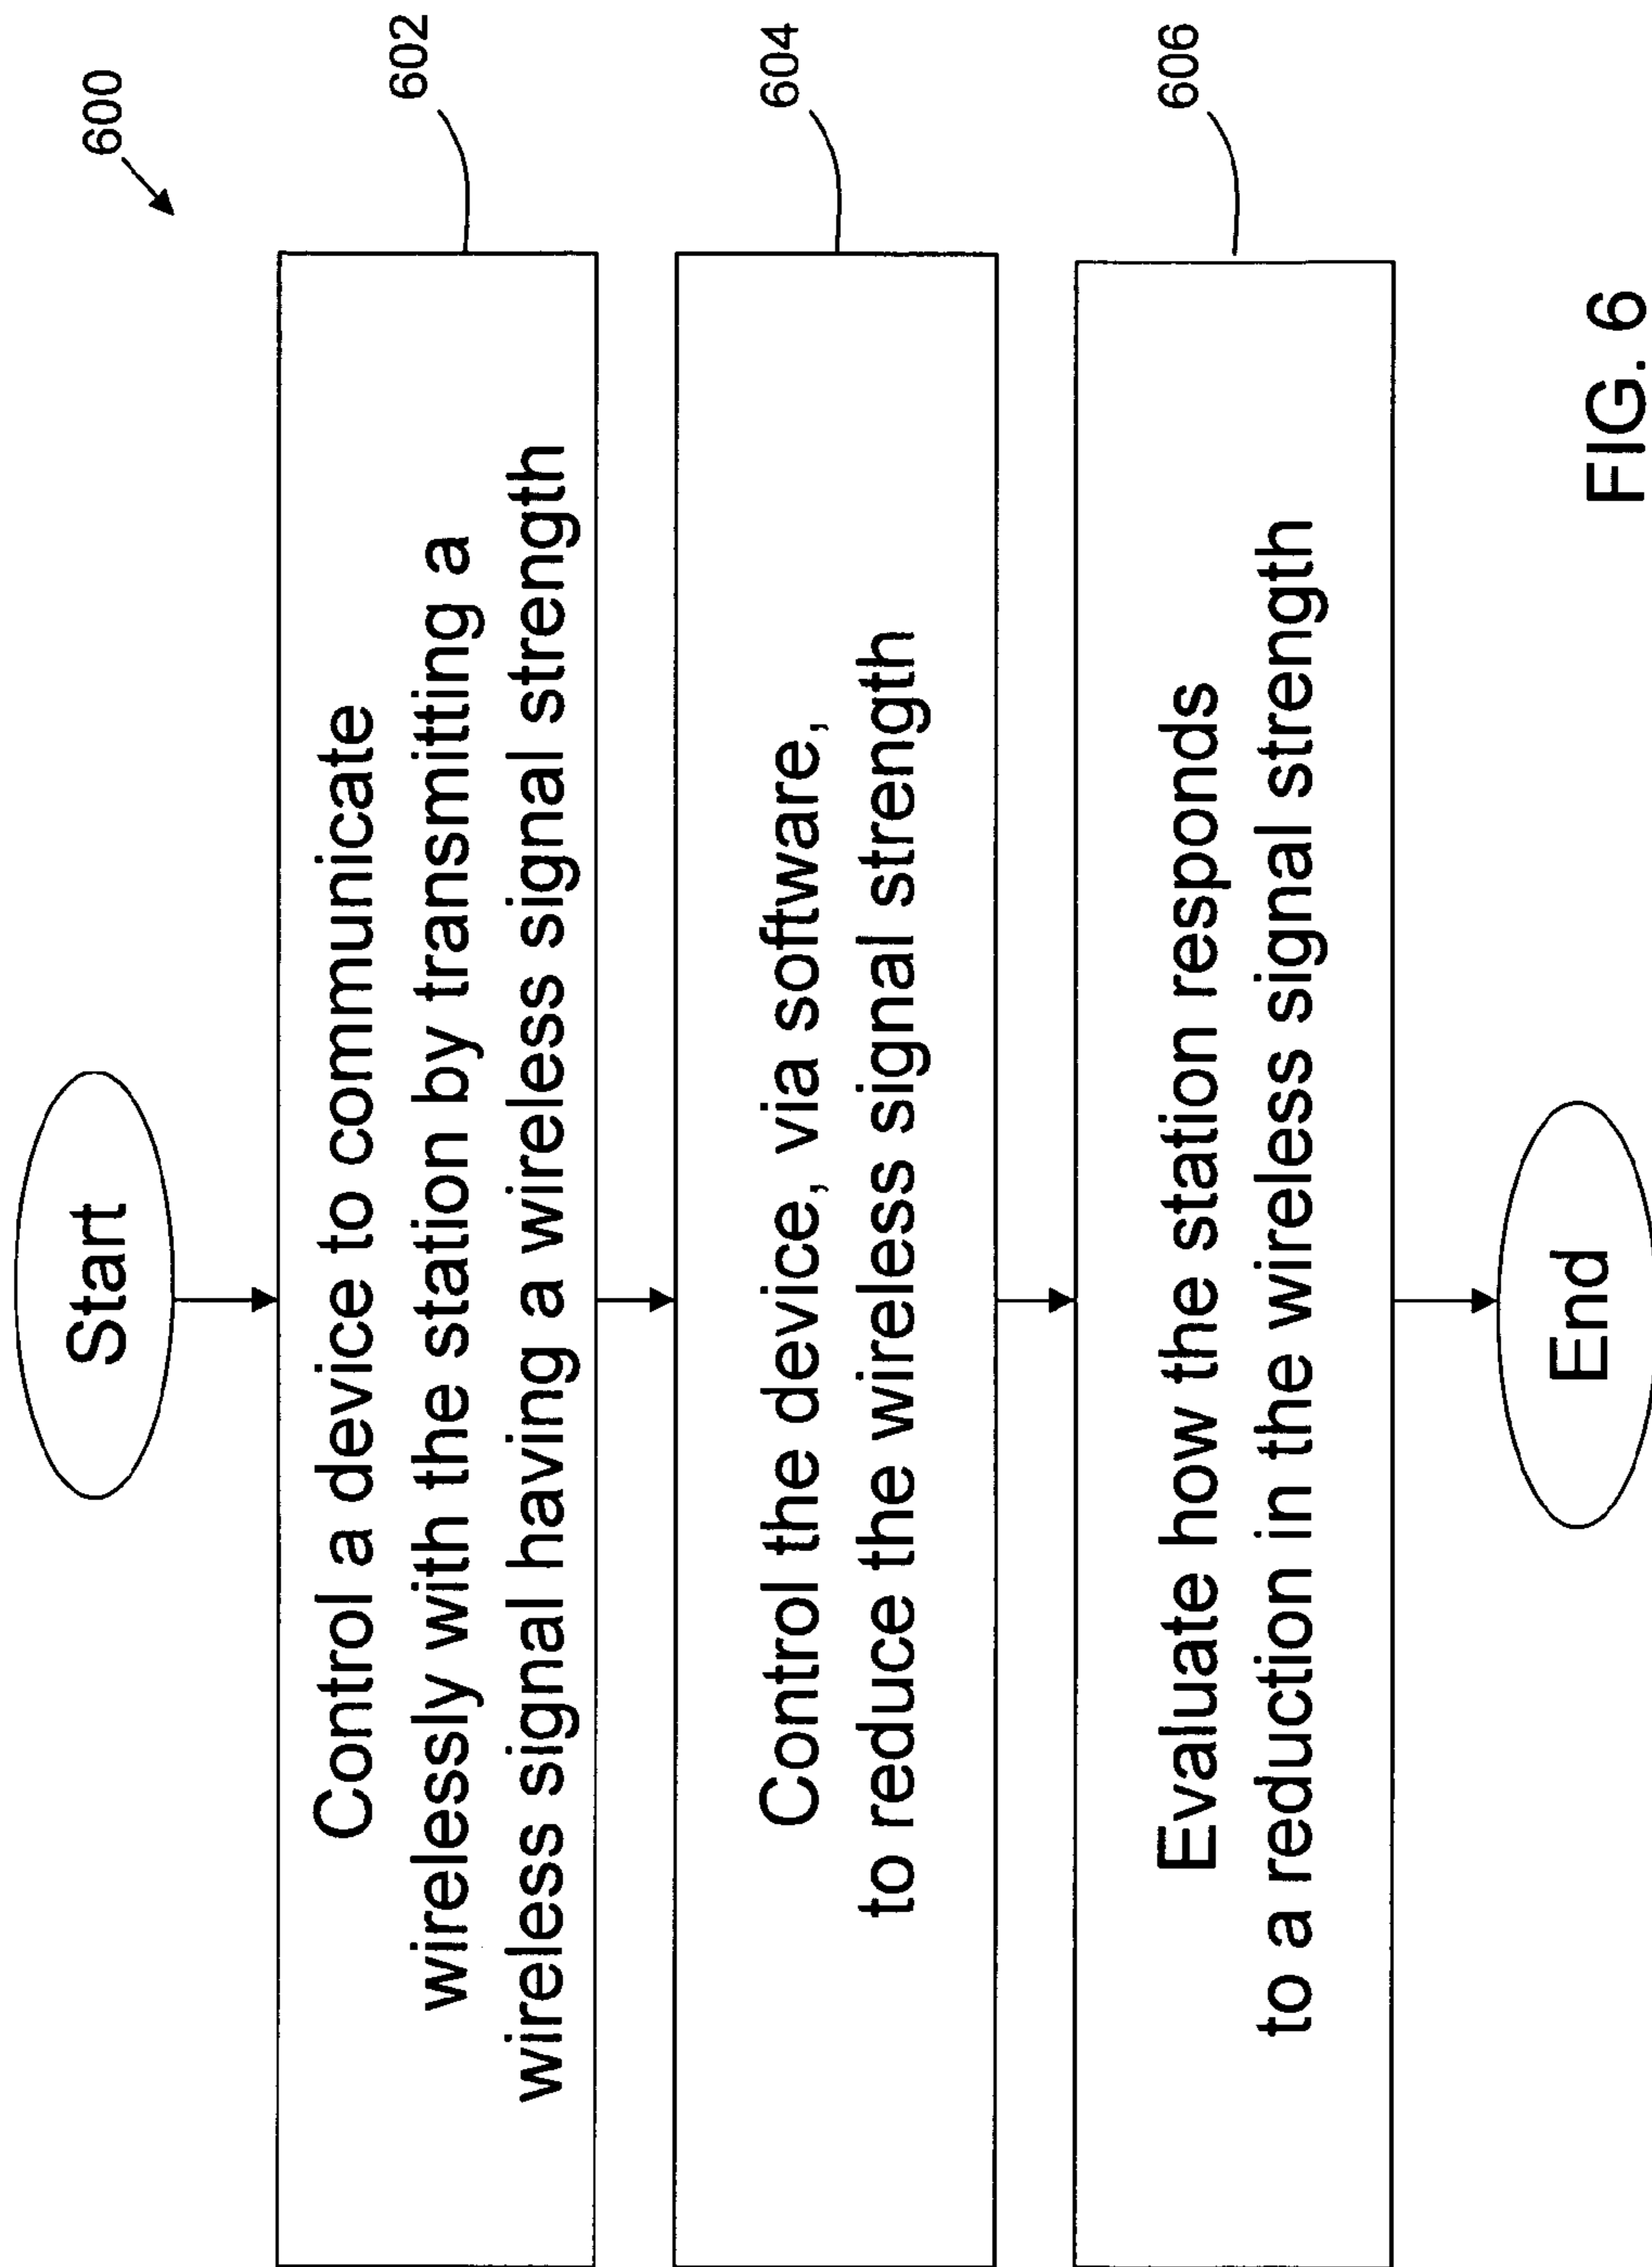 600
Start
Control a device to communicate
wirelessly with the station by transmitting a
wireless signal having a wireless signal strength
602
Control the device, via software,
to reduce the wireless signal strength
604
Evaluate how the station responds
to a reduction in the wireless signal strength
606
End
FIG. 6